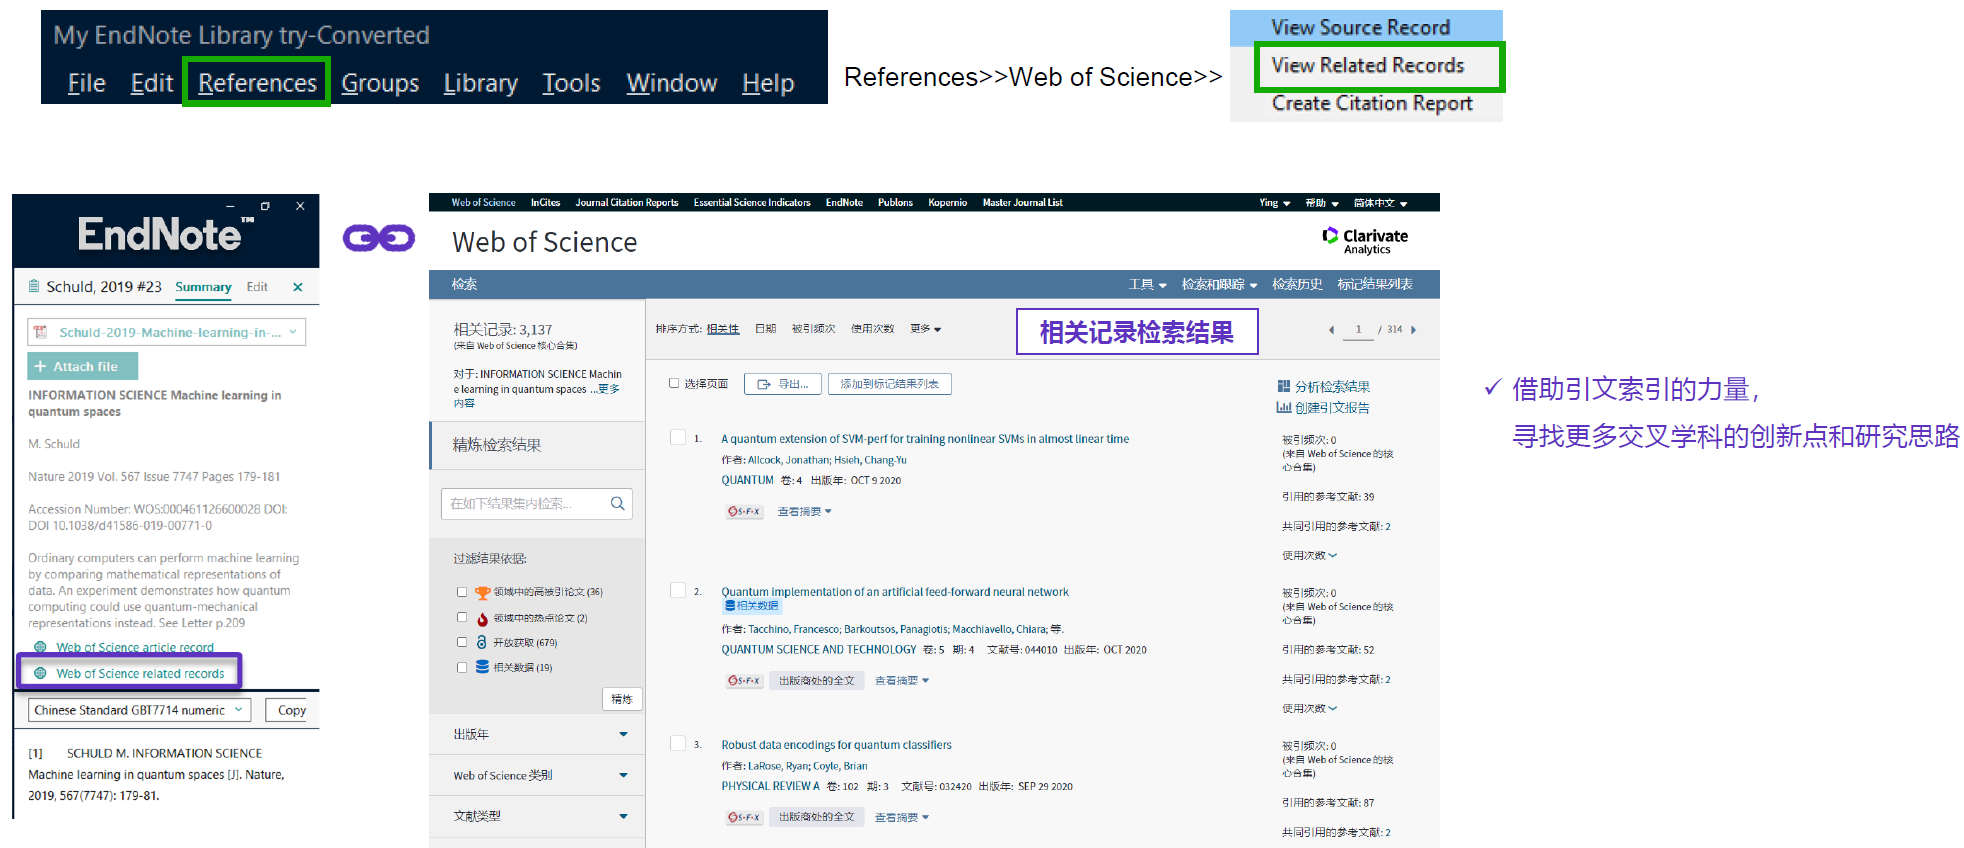 My EndNote Library try-Converted
File Edit References Groups Library Tools Window Help
References>>Web of Science>>
View Source Record
View Related Records
Create Citation Report
EndNote™
Schuld, 2019 #23 Summary Edit
Schuld-2019-Machine-learning-in-...
+ Attach file
INFORMATION SCIENCE Machine learning in
quantum spaces
M. Schuld
Nature 2019 Vol. 567 Issue 7747 Pages 179-181
Accession Number: WOS:000461126600028 DOI:
DOI 10.1038/d41586-019-00771-0
Ordinary computers can perform machine learning
by comparing mathematical representations of
data. An experiment demonstrates how quantum
computing could use quantum-mechanical
representations instead. See Letter p.209
Web of Science article record
Web of Science related records
Chinese Standard GBT7714 numeric Copy
[1] SCHULD M. INFORMATION SCIENCE
Machine learning in quantum spaces [J]. Nature,
2019, 567(7747): 179-81.
Web of Science InCites Journal Citation Reports Essential Science Indicators EndNote Publons Kopernio Master Journal List Ying 帮助 简体中文
Web of Science
Clarivate
Analytics
检索 工具 检索和跟踪 检索历史 标记结果列表
相关记录: 3,137
(来自 Web of Science 核心合集)
对于: INFORMATION SCIENCE Machin
e learning in quantum spaces ...更多
内容
精炼检索结果
在如下结果集内检索...
过滤结果依据:
领域中的高被引论文 (36)
领域中的热点论文 (2)
开放获取 (679)
相关数据 (19)
精炼
出版年
Web of Science 类别
文献类型
排序方式: 相关性 日期 被引频次 使用次数 更多
相关记录检索结果
1 / 314
选择页面 导出... 添加到标记结果列表
分析检索结果
创建引文报告
1. A quantum extension of SVM-perf for training nonlinear SVMs in almost linear time
作者: Allcock, Jonathan; Hsieh, Chang-Yu
QUANTUM 卷: 4 出版年: OCT 9 2020
S·F·X 查看摘要
被引频次: 0
(来自 Web of Science 的核
心合集)
引用的参考文献: 39
共同引用的参考文献: 2
使用次数
2. Quantum implementation of an artificial feed-forward neural network
相关数据
作者: Tacchino, Francesco; Barkoutsos, Panagiotis; Macchiavello, Chiara; 等.
QUANTUM SCIENCE AND TECHNOLOGY 卷: 5 期: 4 文献号: 044010 出版年: OCT 2020
S·F·X 出版商处的全文 查看摘要
被引频次: 0
(来自 Web of Science 的核
心合集)
引用的参考文献: 52
共同引用的参考文献: 2
使用次数
3. Robust data encodings for quantum classifiers
作者: LaRose, Ryan; Coyle, Brian
PHYSICAL REVIEW A 卷: 102 期: 3 文献号: 032420 出版年: SEP 29 2020
S·F·X 出版商处的全文 查看摘要
被引频次: 0
(来自 Web of Science 的核
心合集)
引用的参考文献: 87
共同引用的参考文献: 2
✓ 借助引文索引的力量，
寻找更多交叉学科的创新点和研究思路